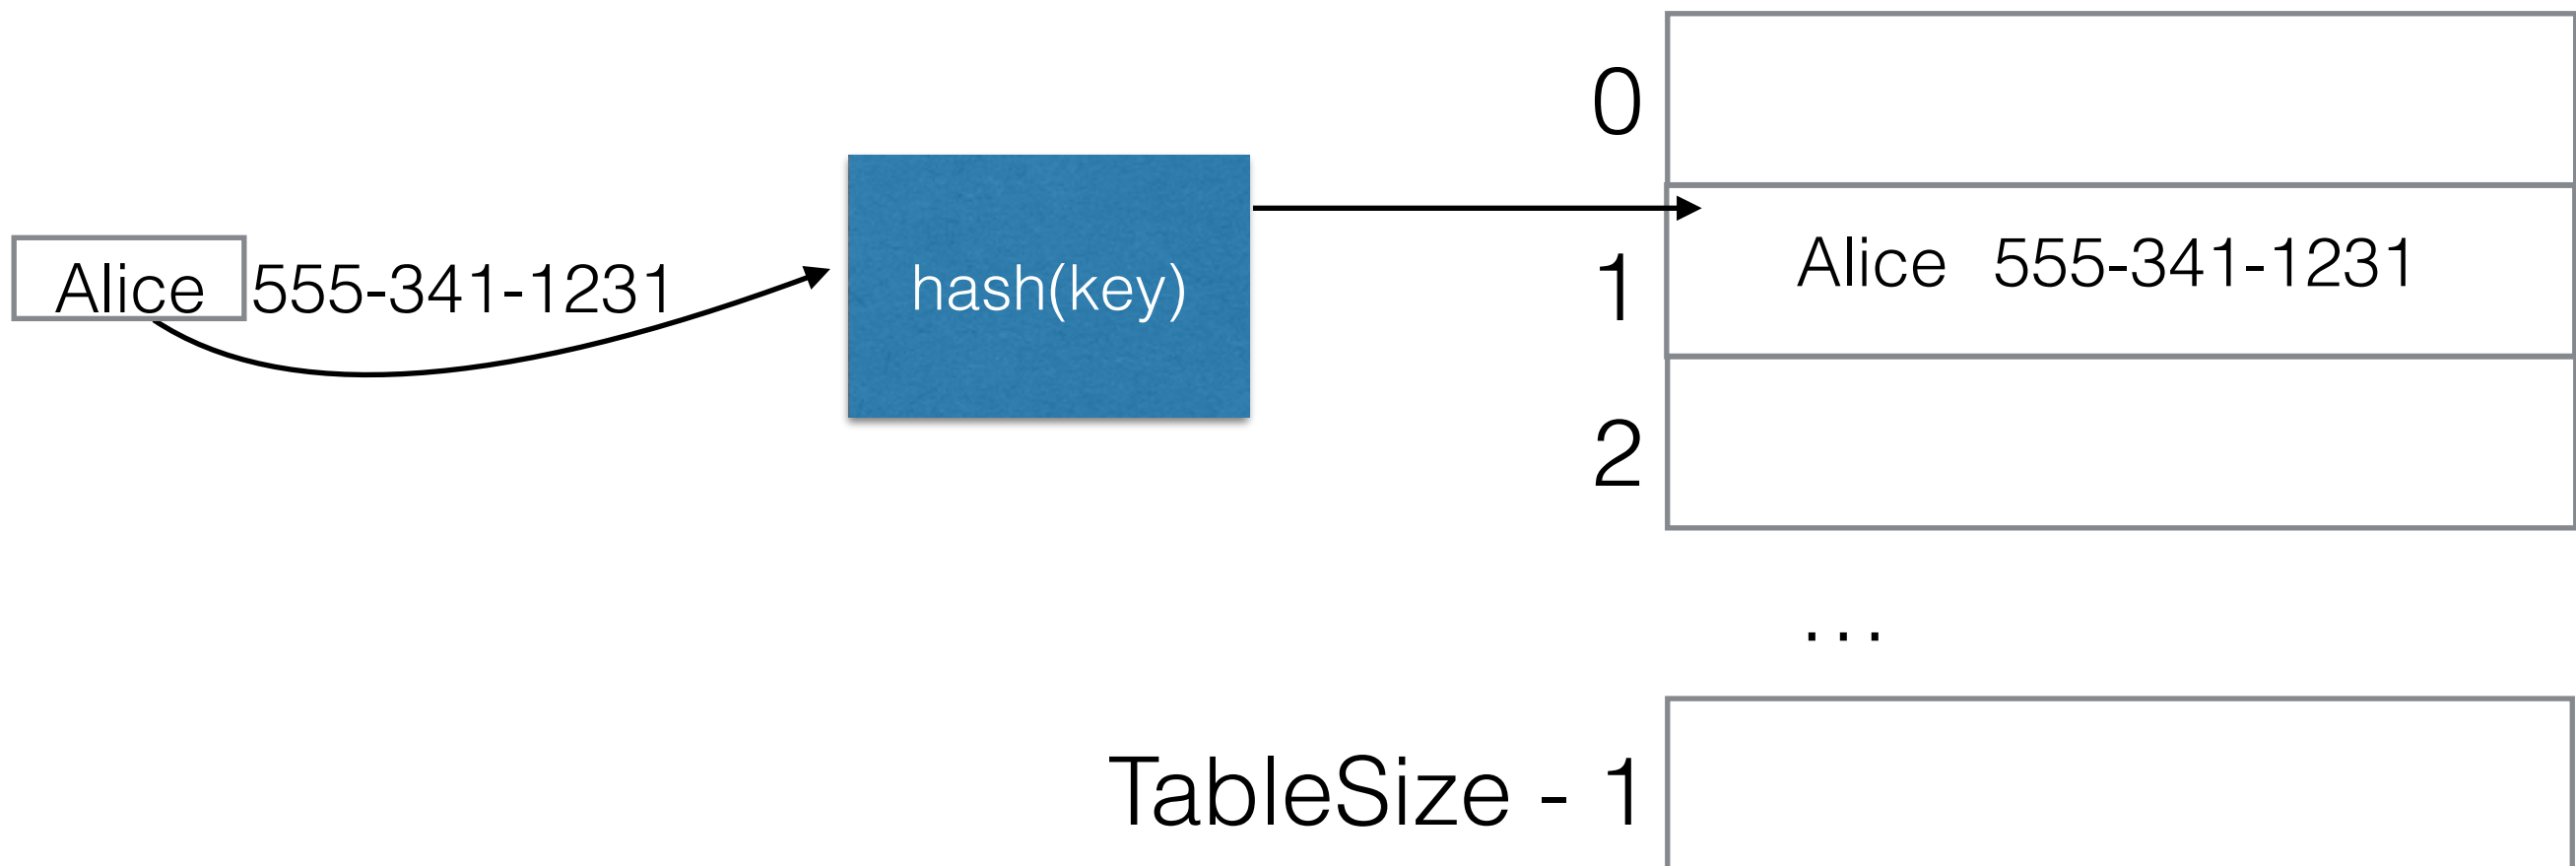 0
Alice 555-341-1231
hash(key)
1
Alice 555-341-1231
2
...
TableSize - 1